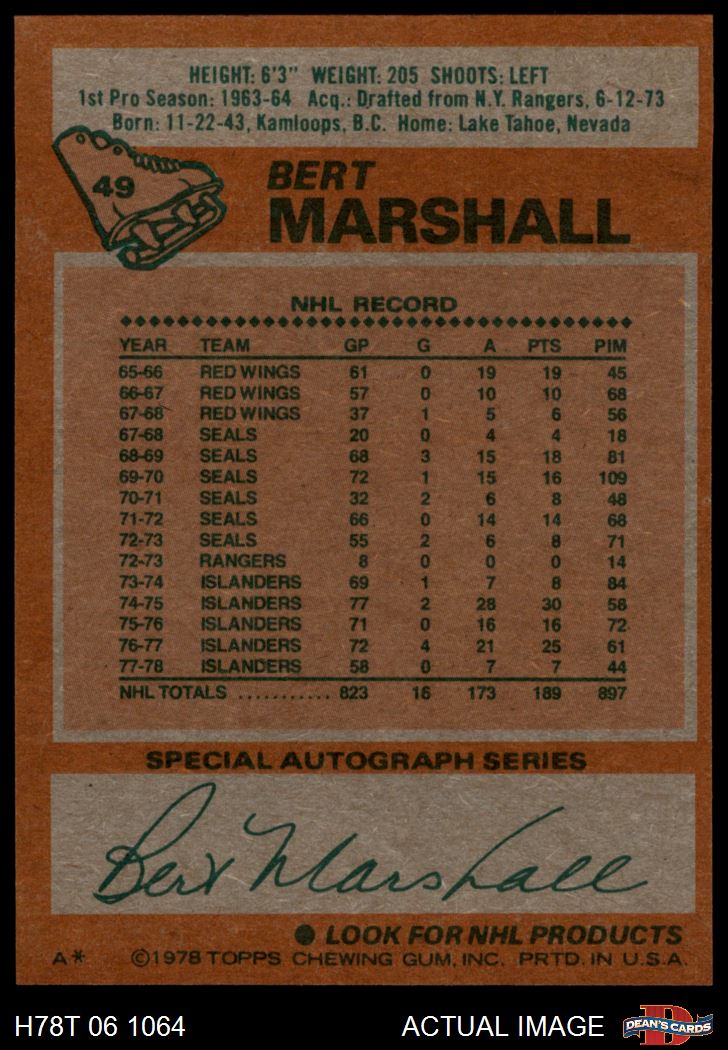 HEIGHT: 6'3" WEIGHT: 205 SHOOTS: LEFT
1st Pro Season: 1963-64 Acq.: Drafted from N.Y. Rangers, 6-12-73
Born: 11-22-43, Kamloops, B.C. Home: Lake Tahoe, Nevada
49
BERT
MARSHALL
NHL RECORD
YEAR TEAM GP G A PTS PIM
65-66 RED WINGS 61 0 19 19 45
66-67 RED WINGS 57 0 10 10 68
67-68 RED WINGS 37 1 5 6 56
67-68 SEALS 20 0 4 4 18
68-69 SEALS 68 3 15 18 81
69-70 SEALS 72 1 15 16 109
70-71 SEALS 32 2 6 8 48
71-72 SEALS 66 0 14 14 68
72-73 SEALS 55 2 6 8 71
72-73 RANGERS 8 0 0 0 14
73-74 ISLANDERS 69 1 7 8 84
74-75 ISLANDERS 77 2 28 30 58
75-76 ISLANDERS 71 0 16 16 72
76-77 ISLANDERS 72 4 21 25 61
77-78 ISLANDERS 58 0 7 7 44
NHL TOTALS ........... 823 16 173 189 897
SPECIAL AUTOGRAPH SERIES
Bert Marshall
● LOOK FOR NHL PRODUCTS
A* ©1978 TOPPS CHEWING GUM, INC. PRTD. IN U.S.A.
H78T 06 1064 ACTUAL IMAGE D DEAN'S CARDS